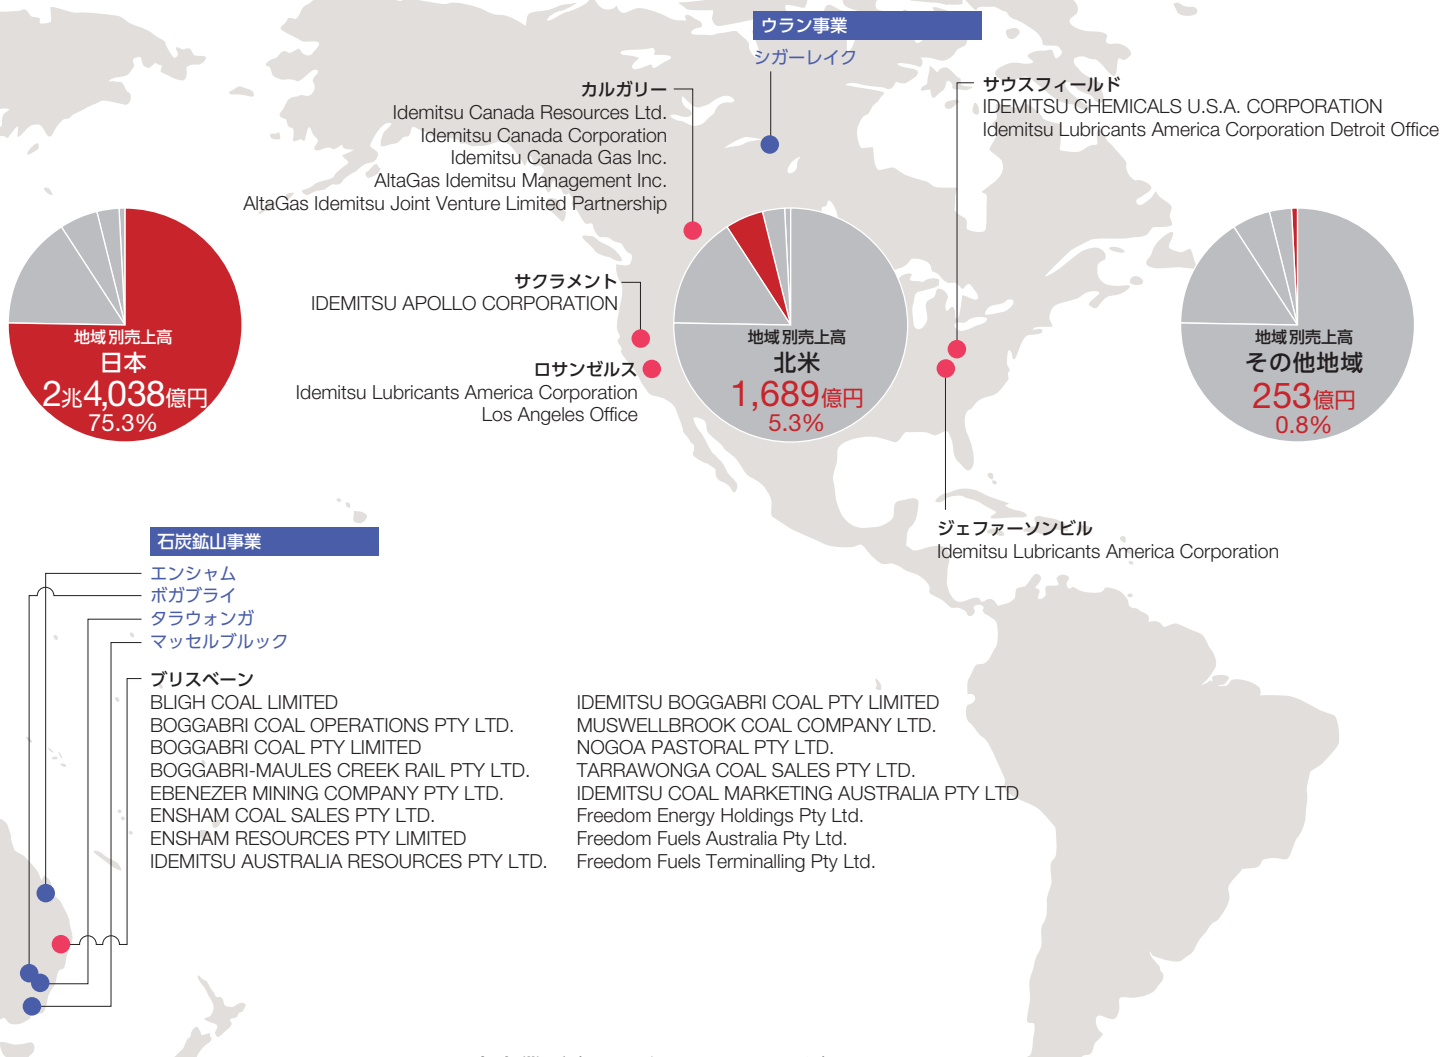 ウラン事業
シガーレイク
カルガリー
Idemitsu Canada Resources Ltd.
Idemitsu Canada Corporation
Idemitsu Canada Gas Inc.
AltaGas Idemitsu Management Inc.
AltaGas Idemitsu Joint Venture Limited Partnership
サウスフィールド
IDEMITSU CHEMICALS U.S.A. CORPORATION
Idemitsu Lubricants America Corporation Detroit Office
サクラメント
IDEMITSU APOLLO CORPORATION
ロサンゼルス
Idemitsu Lubricants America Corporation
Los Angeles Office
地域別売上高
日本
2兆4,038億円
75.3%
地域別売上高
北米
1,689億円
5.3%
地域別売上高
その他地域
253億円
0.8%
ジェファーソンビル
Idemitsu Lubricants America Corporation
石炭鉱山事業
エンシャム
ボガブライ
タラウォンガ
マッセルブルック
ブリスベーン
BLIGH COAL LIMITED
BOGGABRI COAL OPERATIONS PTY LTD.
BOGGABRI COAL PTY LIMITED
BOGGABRI-MAULES CREEK RAIL PTY LTD.
EBENEZER MINING COMPANY PTY LTD.
ENSHAM COAL SALES PTY LTD.
ENSHAM RESOURCES PTY LIMITED
IDEMITSU AUSTRALIA RESOURCES PTY LTD.
IDEMITSU BOGGABRI COAL PTY LIMITED
MUSWELLBROOK COAL COMPANY LTD.
NOGOA PASTORAL PTY LTD.
TARRAWONGA COAL SALES PTY LTD.
IDEMITSU COAL MARKETING AUSTRALIA PTY LTD
Freedom Energy Holdings Pty Ltd.
Freedom Fuels Australia Pty Ltd.
Freedom Fuels Terminalling Pty Ltd.